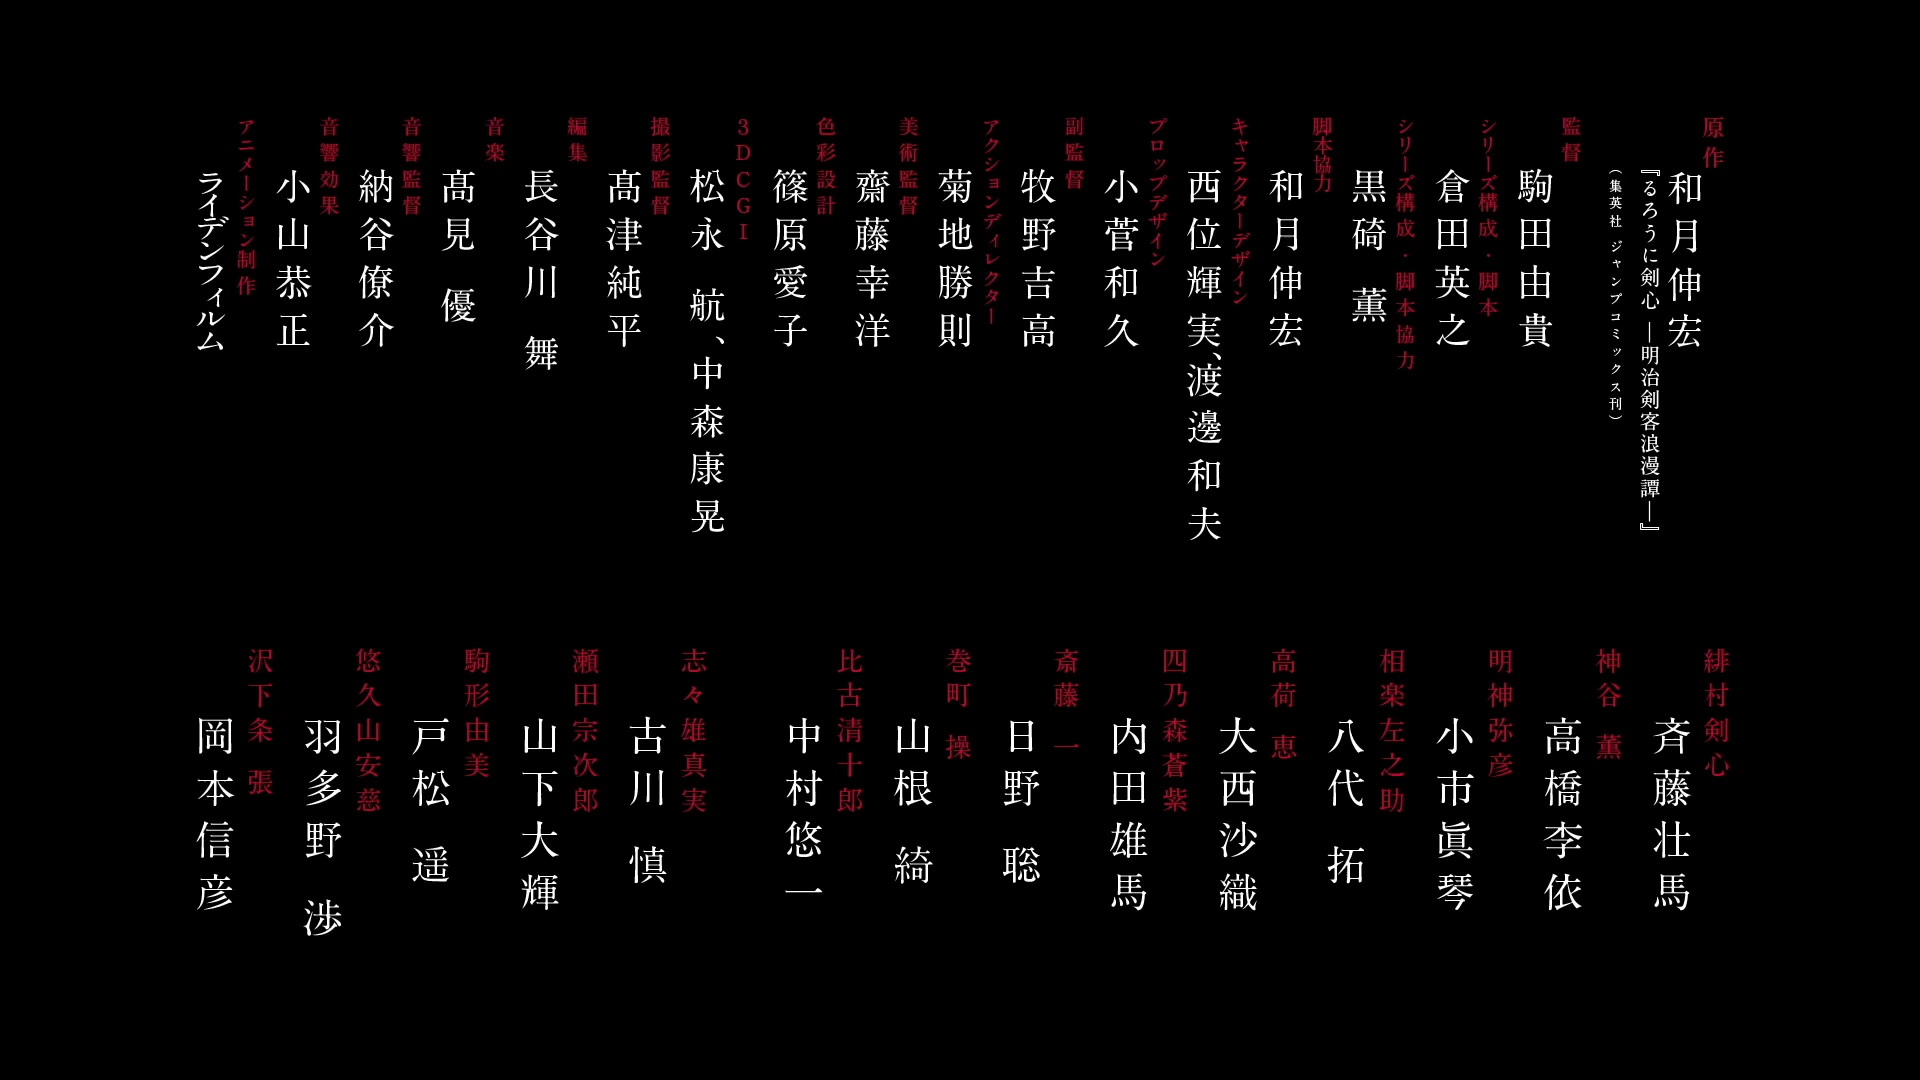 原作
和月伸宏
『るろうに剣心 ―明治剣客浪漫譚―』
（集英社 ジャンプコミックス刊）
監督
駒田由貴
シリーズ構成・脚本
倉田英之
シリーズ構成・脚本協力
黒碕 薫
脚本協力
和月伸宏
キャラクターデザイン
西位輝実、渡邊和夫
プロップデザイン
小菅和久
副監督
牧野吉高
アクションディレクター
菊地勝則
美術監督
齋藤幸洋
色彩設計
篠原愛子
3DCGI
松永 航、中森康晃
撮影監督
髙津純平
編集
長谷川 舞
音楽
髙見 優
音響監督
納谷僚介
音響効果
小山恭正
アニメーション制作
ライデンフィルム
緋村剣心
斉藤壮馬
神谷 薫
高橋李依
明神弥彦
小市眞琴
相楽左之助
八代 拓
高荷 恵
大西沙織
四乃森蒼紫
内田雄馬
斎藤 一
日野 聡
巻町 操
山根 綺
比古清十郎
中村悠一
志々雄真実
古川 慎
瀬田宗次郎
山下大輝
駒形由美
戸松 遥
悠久山安慈
羽多野 渉
沢下条 張
岡本信彦